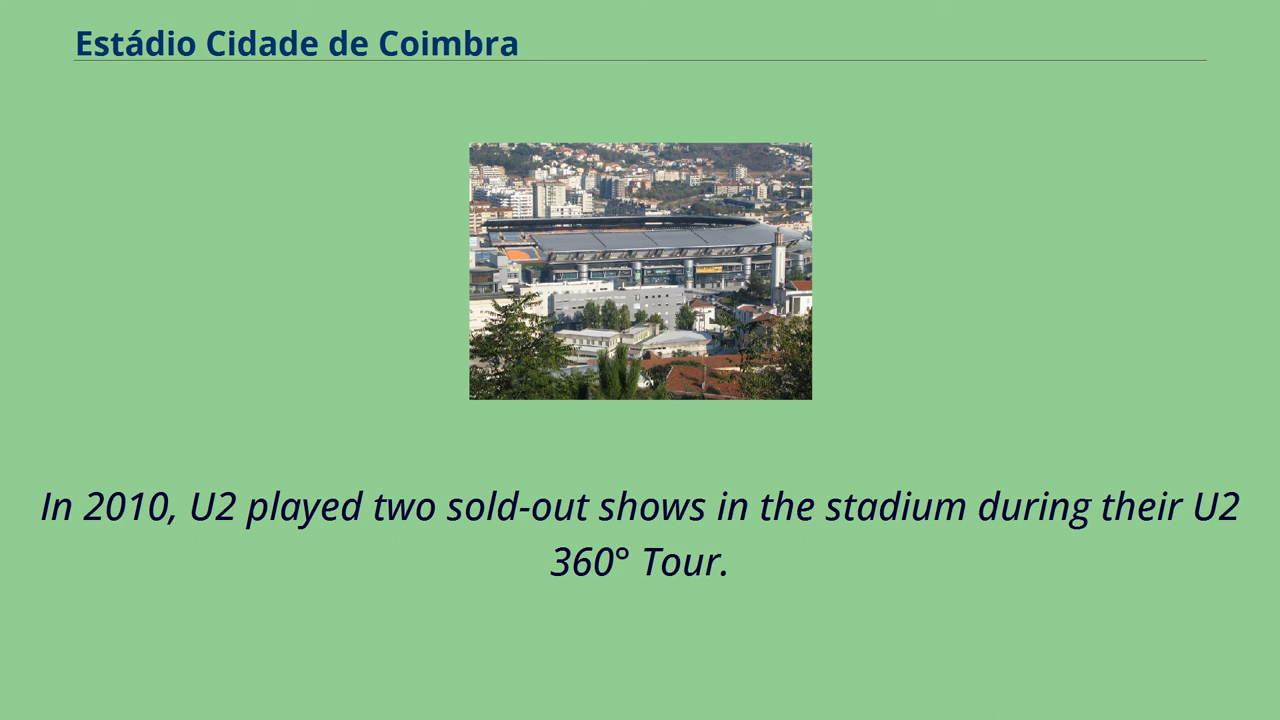 Estádio Cidade de Coimbra
In 2010, U2 played two sold-out shows in the stadium during their U2
360° Tour.